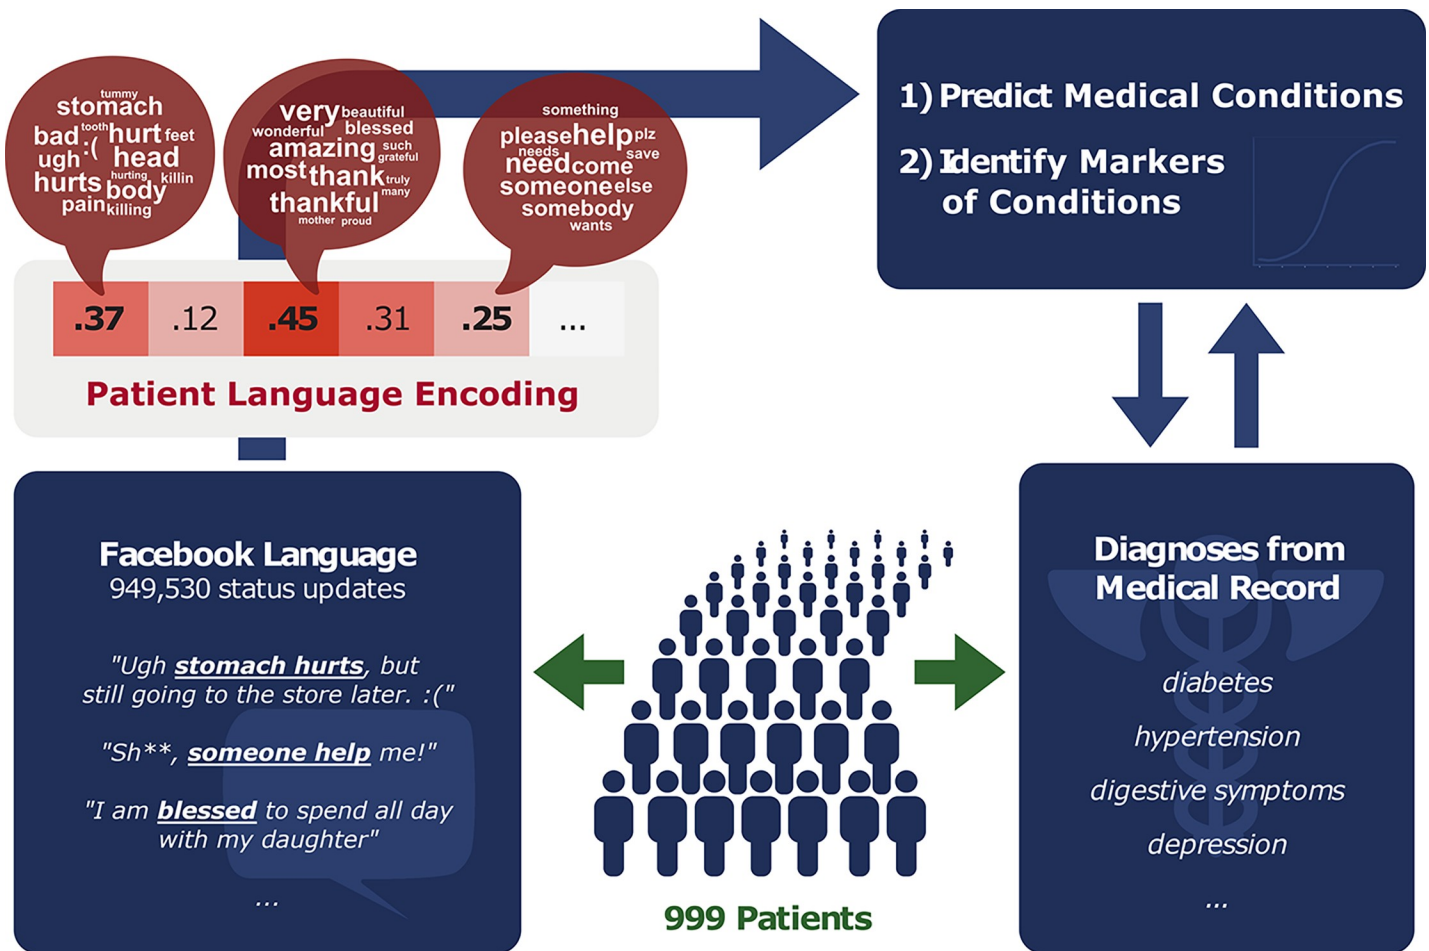 tummy
stomach
bad tooth hurt feet
ugh :( head
hurts hurting killin
body
pain killing
very beautiful
wonderful blessed
amazing such
grateful
most thank truly
many
thankful
mother proud
something
please help plz
needs save
need come
someone else
somebody
wants
.37 .12 .45 .31 .25 ...
Patient Language Encoding
1) Predict Medical Conditions
2) Identify Markers
of Conditions
Facebook Language
949,530 status updates
"Ugh stomach hurts, but
still going to the store later. :("
"Sh**, someone help me!"
"I am blessed to spend all day
with my daughter"
...
999 Patients
Diagnoses from
Medical Record
diabetes
hypertension
digestive symptoms
depression
...